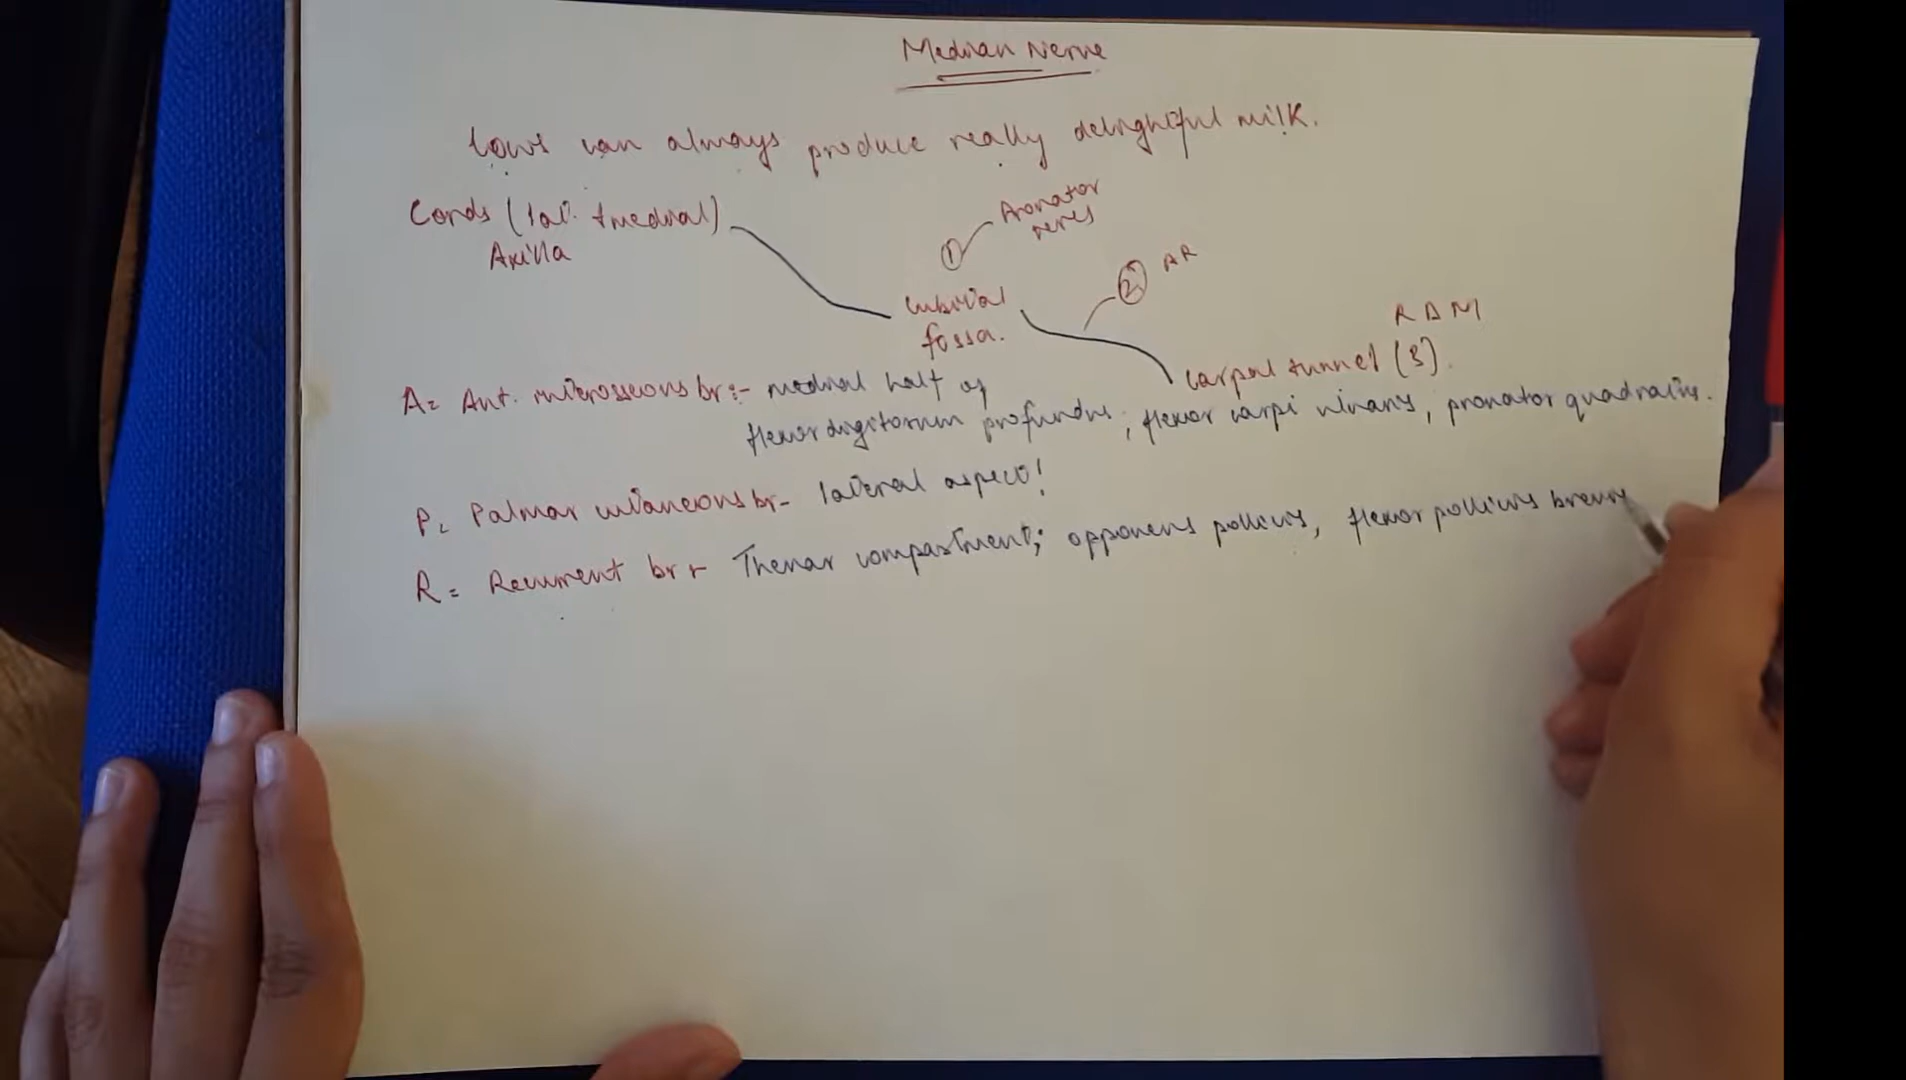 Median Nerve
Cows can always produce really delightful milk.
Cords (lat. + medial)
Axilla
① Pronator
teres
Cubital
fossa.
② AR
RDM
Carpal tunnel (3).
A= Ant. interosseous br:- medial half of
flexor digitorum profundus, flexor carpi ulnaris, pronator quadratus.
P= Palmar cutaneous br- lateral aspect!
R= Recurrent br- Thenar compartment; opponens pollicis, flexor pollicis brevis